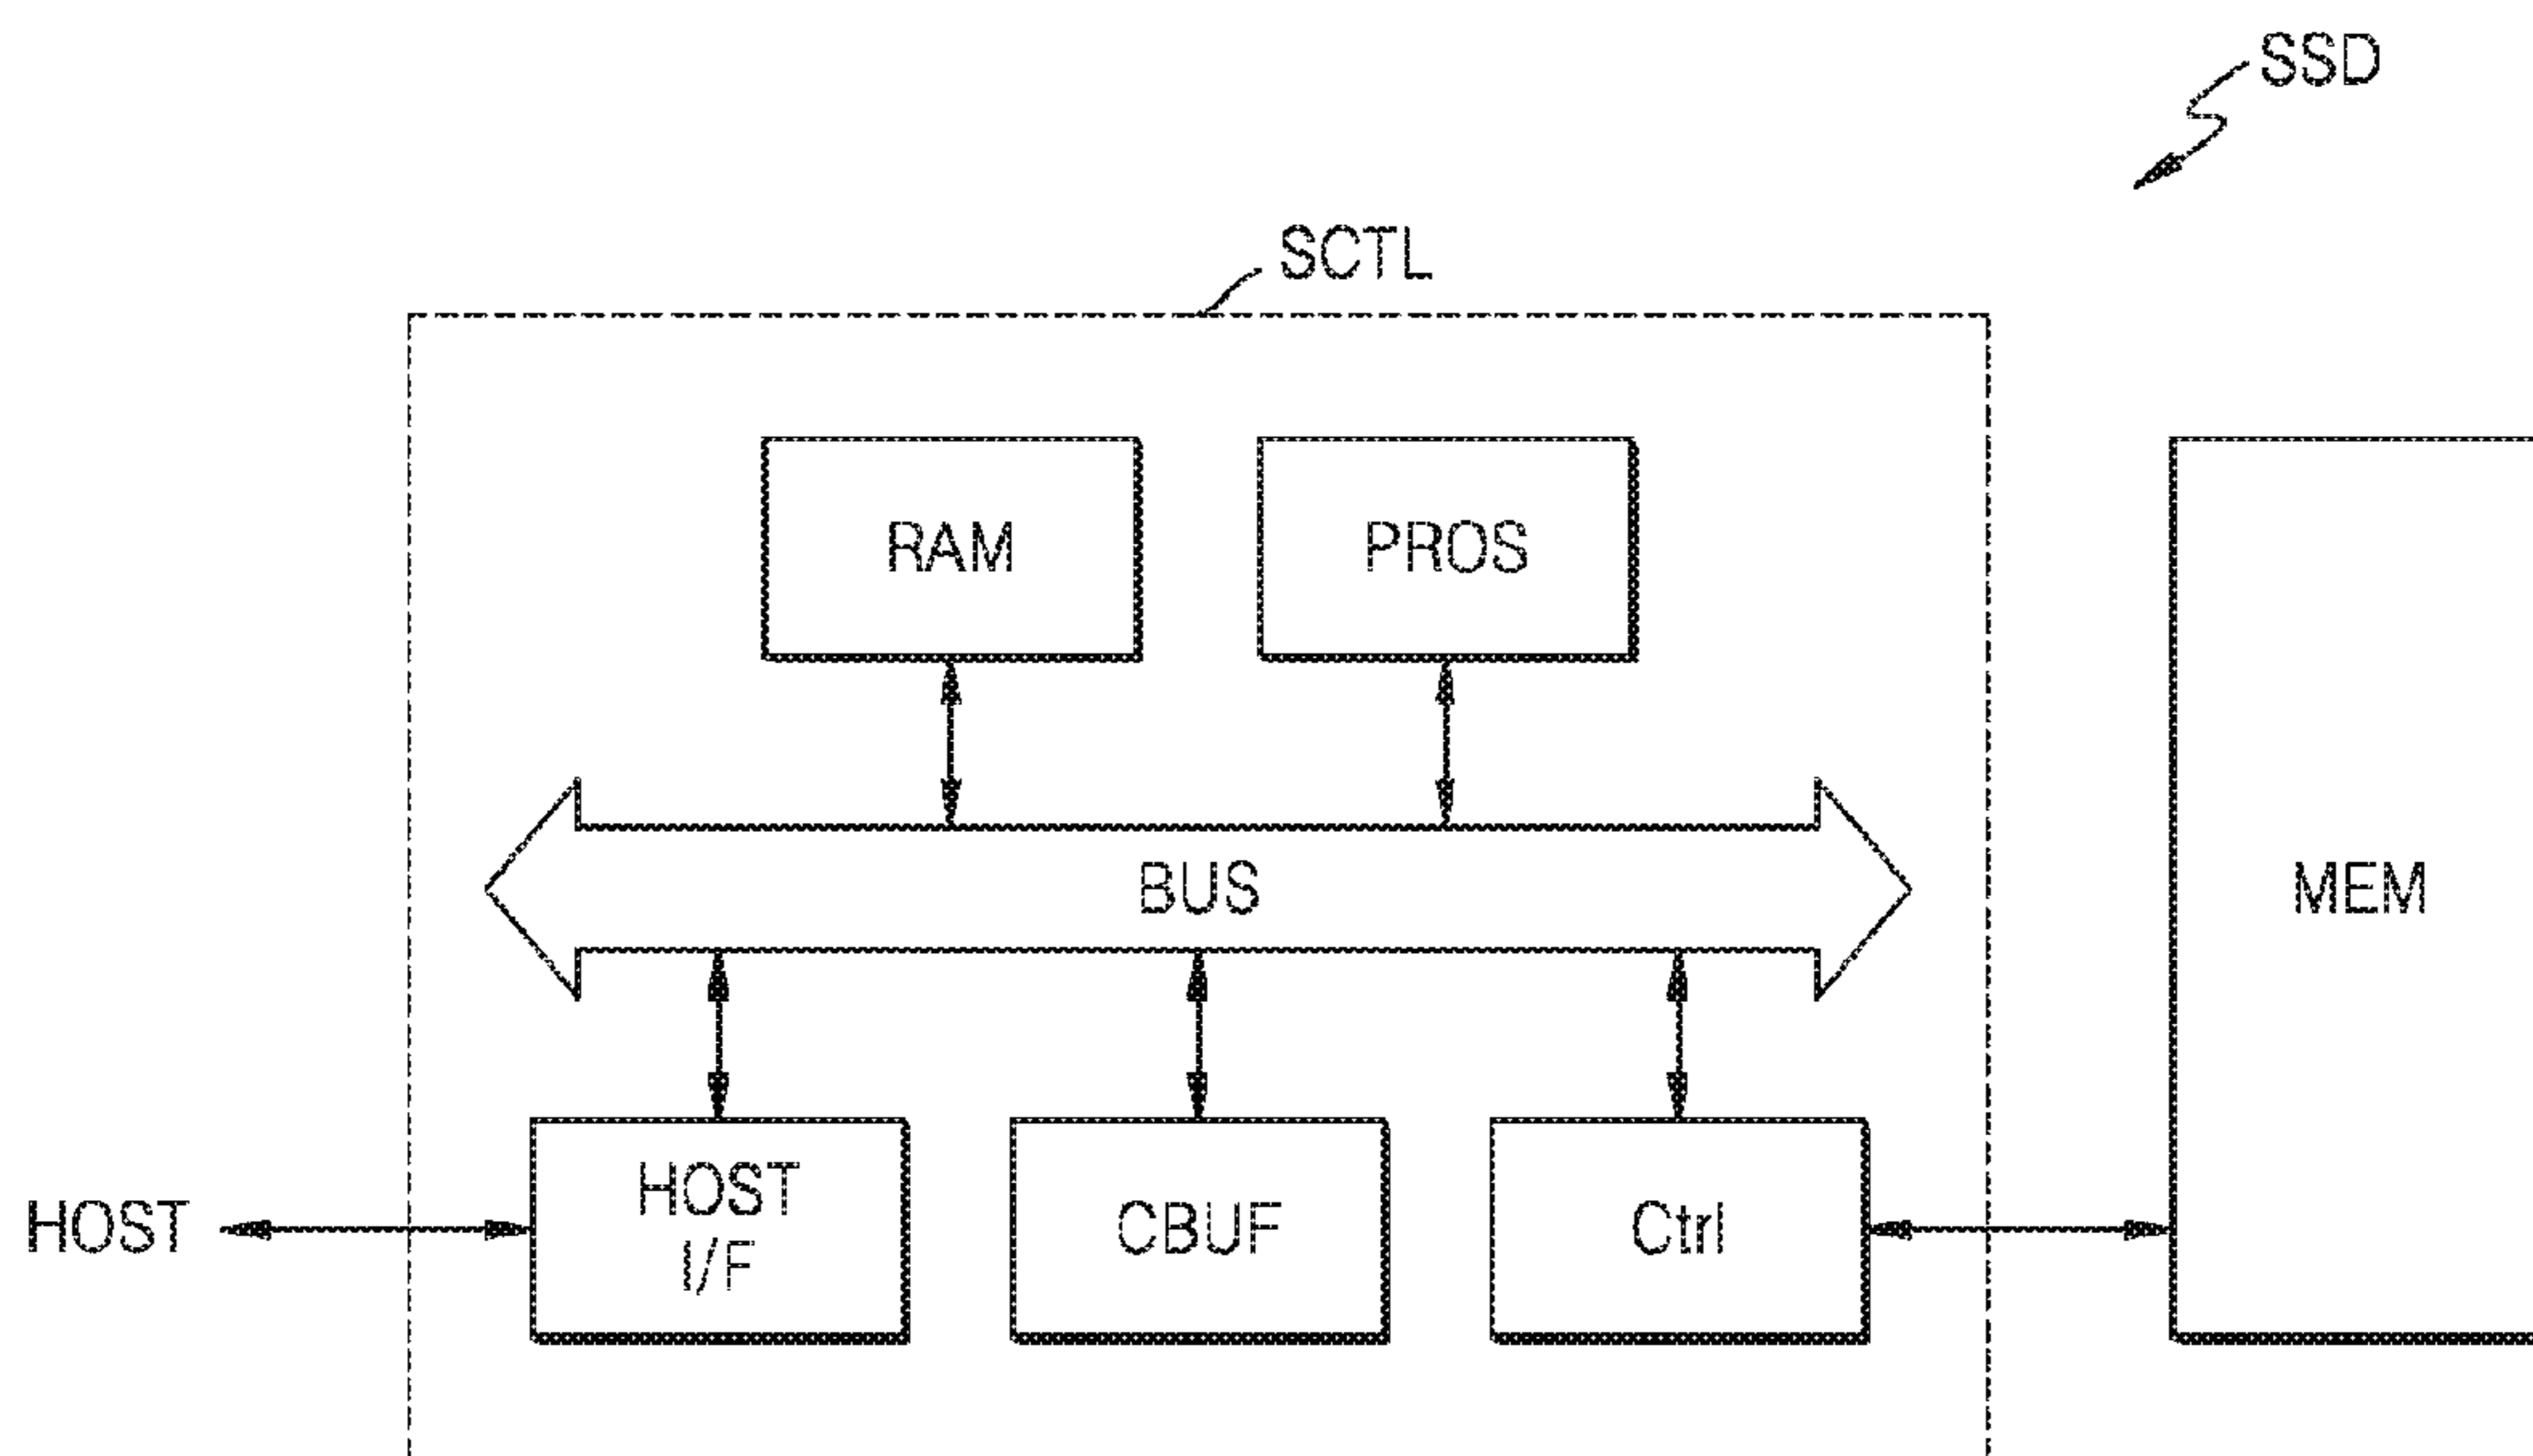 SSD
SCTL
RAM
PROS
BUS
MEM
HOST
HOST
I/F
CBUF
Ctrl